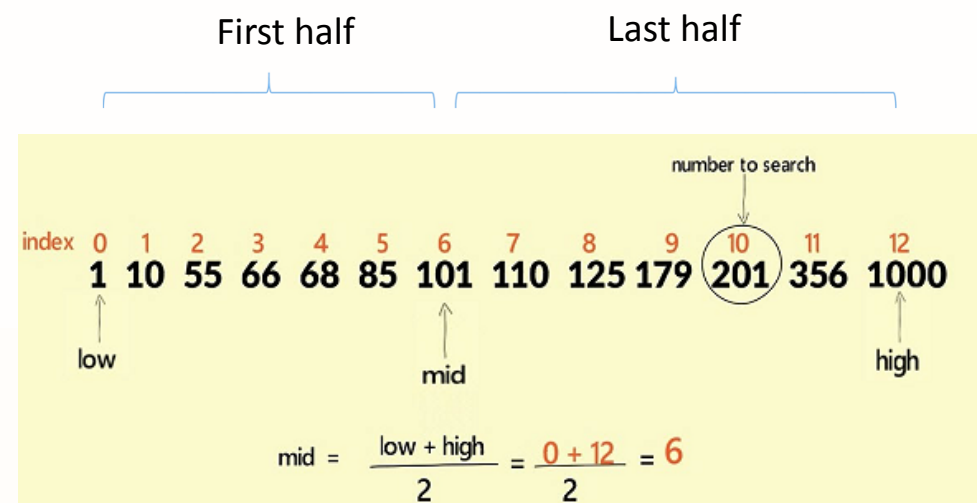 First half
Last half
number to search
index 0 1 2 3 4 5 6 7 8 9 10 11 12
1 10 55 66 68 85 101 110 125 179 201 356 1000
low
mid
high
mid = low + high / 2 = 0 + 12 / 2 = 6